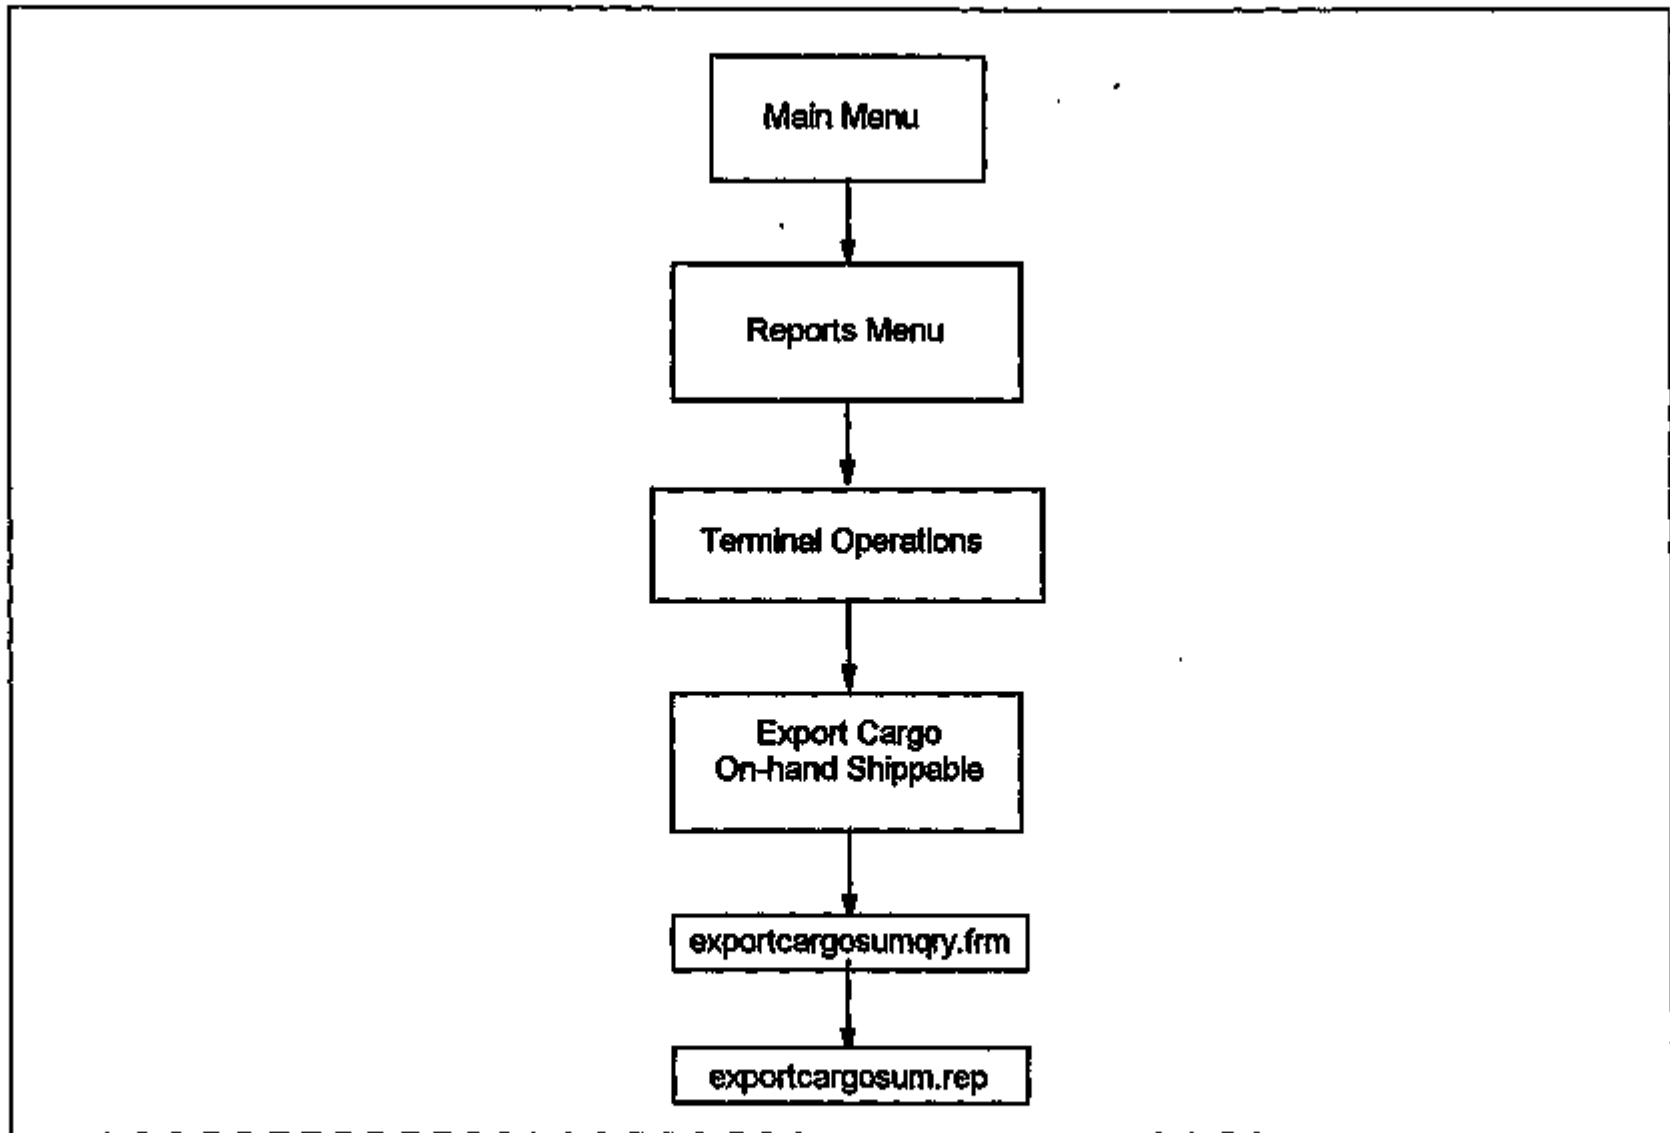 Main Menu
Reports Menu
Terminal Operations
Export Cargo
On-hand Shippable
exportcargosumqry.frm
exportcargosum.rep